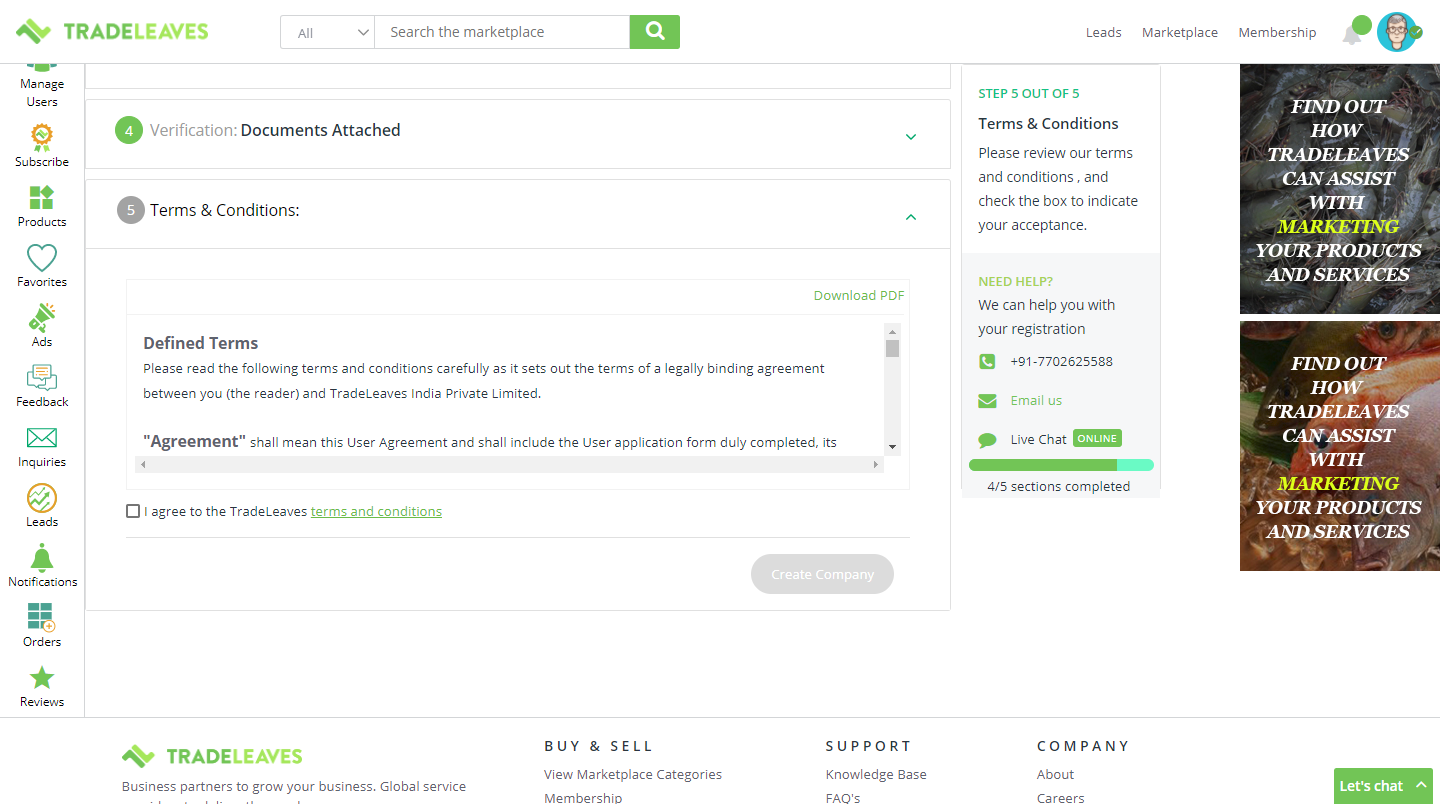 TRADELEAVES
All
Search the marketplace
Leads
Marketplace
Membership
Manage
Users
Subscribe
Products
Favorites
Ads
Feedback
Inquiries
Leads
Notifications
Orders
Reviews
4 Verification: Documents Attached
5 Terms & Conditions:
Download PDF
Defined Terms
Please read the following terms and conditions carefully as it sets out the terms of a legally binding agreement
between you (the reader) and TradeLeaves India Private Limited.
"Agreement" shall mean this User Agreement and shall include the User application form duly completed, its
I agree to the TradeLeaves terms and conditions
Create Company
STEP 5 OUT OF 5
Terms & Conditions
Please review our terms
and conditions , and
check the box to indicate
your acceptance.
NEED HELP?
We can help you with
your registration
+91-7702625588
Email us
Live Chat ONLINE
4/5 sections completed
FIND OUT
HOW
TRADELEAVES
CAN ASSIST
WITH
MARKETING
YOUR PRODUCTS
AND SERVICES
FIND OUT
HOW
TRADELEAVES
CAN ASSIST
WITH
MARKETING
YOUR PRODUCTS
AND SERVICES
TRADELEAVES
Business partners to grow your business. Global service
BUY & SELL
View Marketplace Categories
Membership
SUPPORT
Knowledge Base
FAQ'S
COMPANY
About
Careers
Let's chat